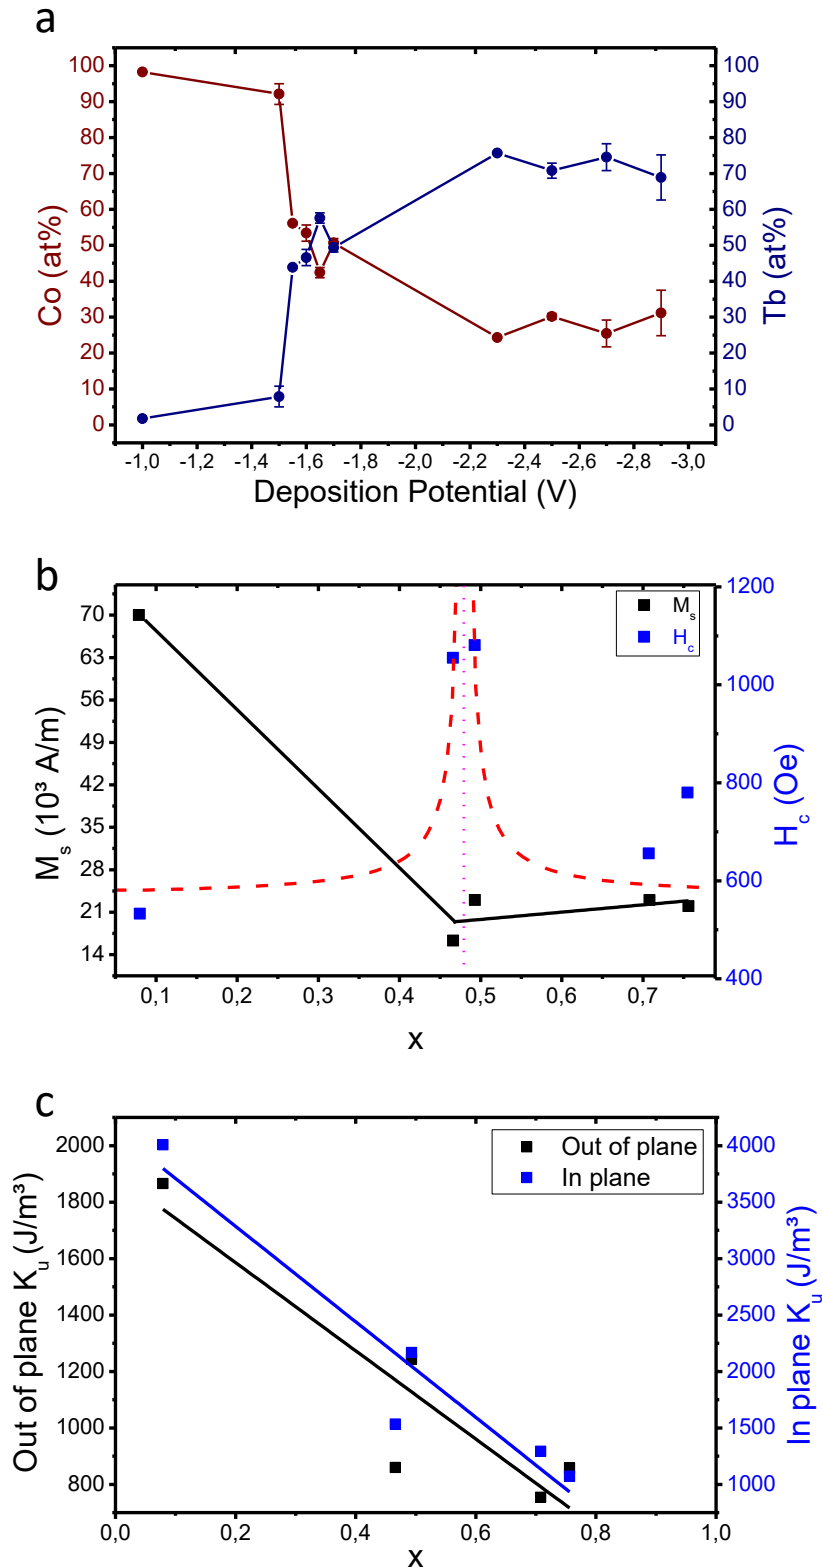 a
100
90
80
70
60
50
40
30
20
10
0
Co (at%)
100
90
80
70
60
50
40
30
20
10
0
Tb (at%)
-1,0 -1,2 -1,4 -1,6 -1,8 -2,0 -2,2 -2,4 -2,6 -2,8 -3,0
Deposition Potential (V)
b
70
63
56
49
42
35
28
21
14
M_s (10³ A/m)
M_s
H_c
1200
1000
800
600
400
H_c (Oe)
0,1 0,2 0,3 0,4 0,5 0,6 0,7
x
c
2000
1800
1600
1400
1200
1000
800
Out of plane K_u (J/m³)
Out of plane
In plane
4000
3500
3000
2500
2000
1500
1000
In plane K_u (J/m³)
0,0 0,2 0,4 0,6 0,8 1,0
x